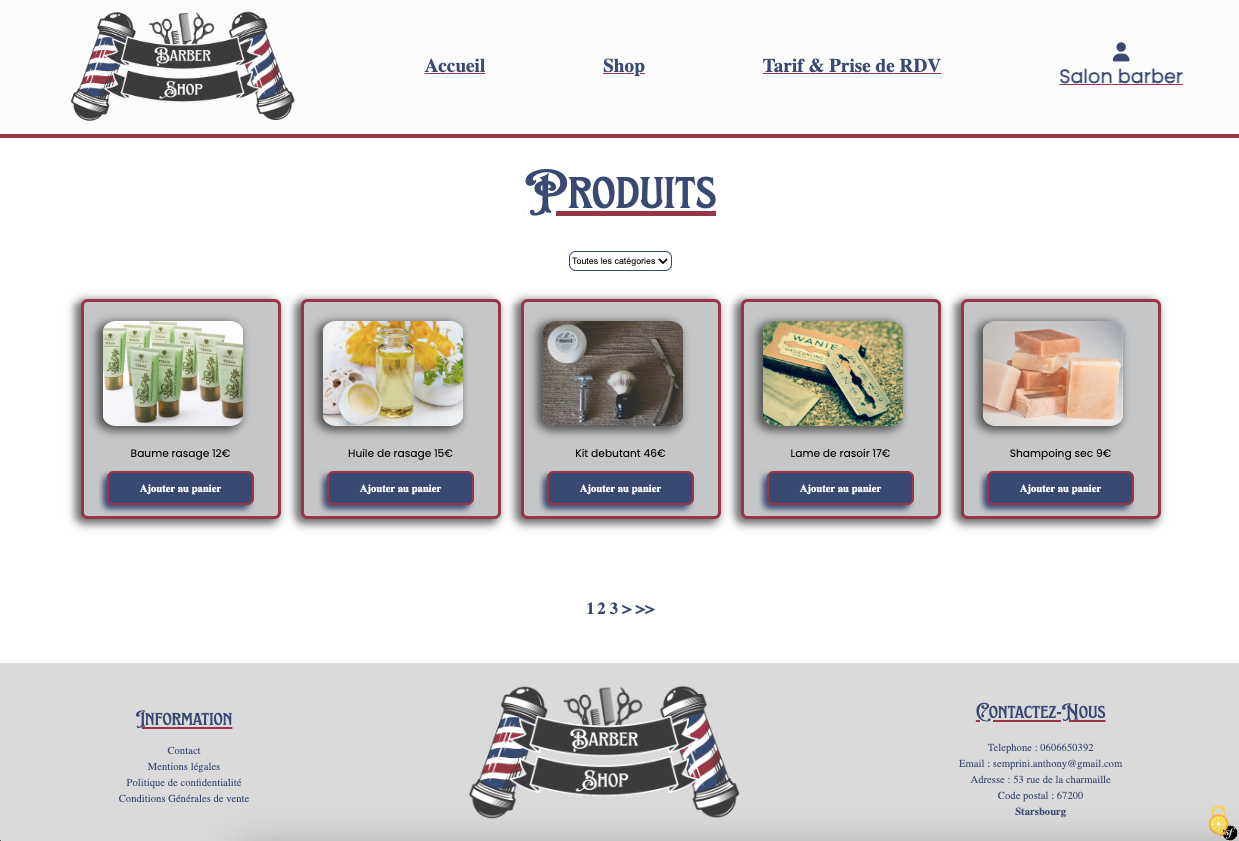 Barber
Shop
Accueil
Shop
Tarif & Prise de RDV
Salon barber
Produits
Toutes les catégories
WANIE
Baume rasage 12€
Huile de rasage 15€
Kit debutant 46€
Lame de rasoir 17€
Shampoing sec 9€
Ajouter au panier
Ajouter au panier
Ajouter au panier
Ajouter au panier
Ajouter au panier
1 2 3 > >>
Information
Contact
Mentions légales
Politique de confidentialité
Conditions Générales de vente
Barber
Shop
Contactez-Nous
Telephone : 0606650392
Email : semprini.anthony@gmail.com
Adresse : 53 rue de la charmaille
Code postal : 67200
Starsbourg
sf